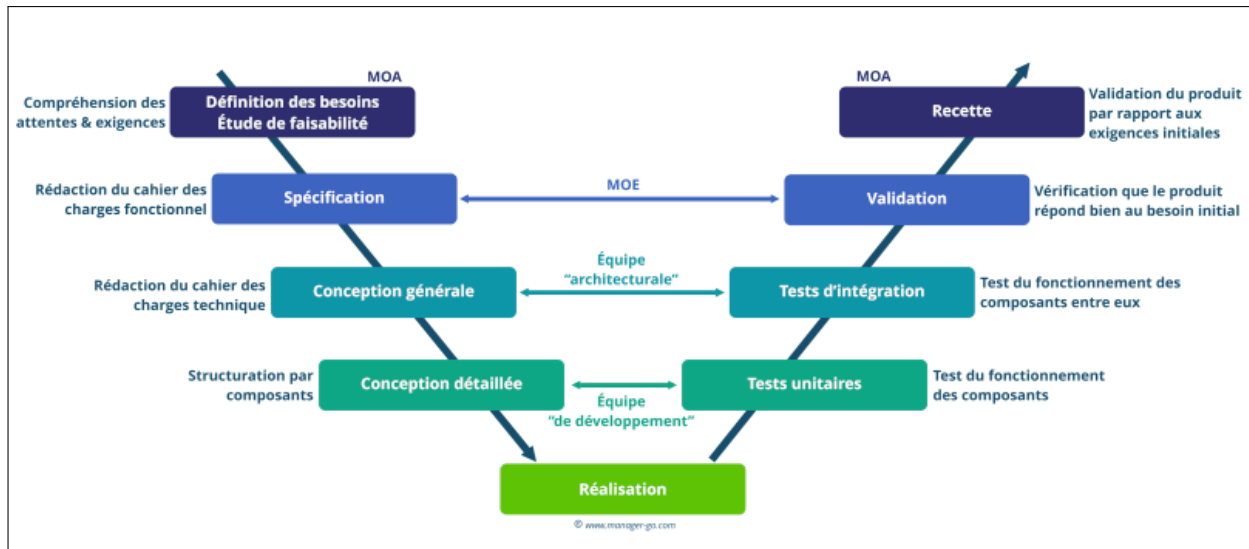 MOA
MOA
Compréhension des
attentes & exigences
Définition des besoins
Étude de faisabilité
Recette
Validation du produit
par rapport aux
exigences initiales
Rédaction du cahier des
charges fonctionnel
Spécification
MOE
Validation
Vérification que le produit
répond bien au besoin initial
Rédaction du cahier des
charges technique
Conception générale
Équipe
“architecturale”
Tests d’intégration
Test du fonctionnement des
composants entre eux
Structuration par
composants
Conception détaillée
Équipe
“de développement”
Tests unitaires
Test du fonctionnement
des composants
Réalisation
© www.manager-go.com